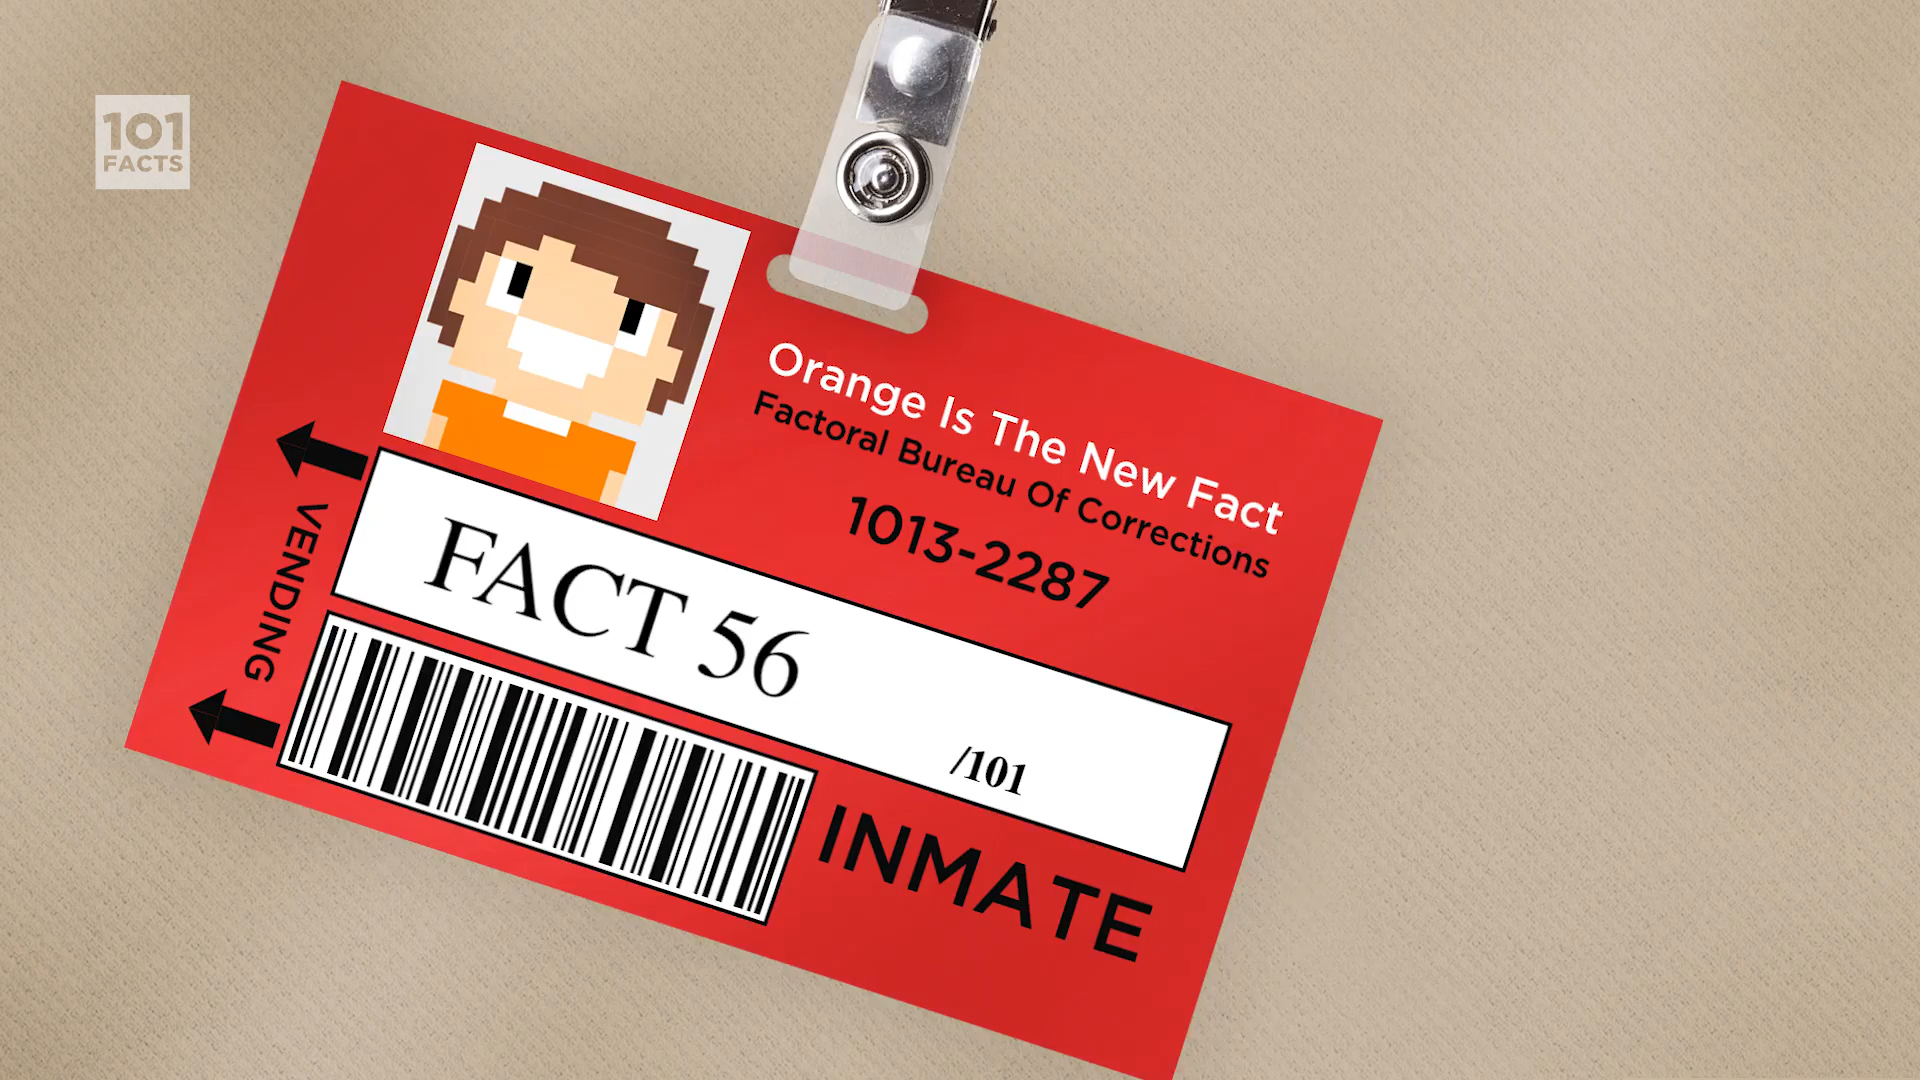 101
FACTS
Orange Is The New Fact
Factoral Bureau Of Corrections
1013-2287
VENDING
FACT 56
/101
INMATE